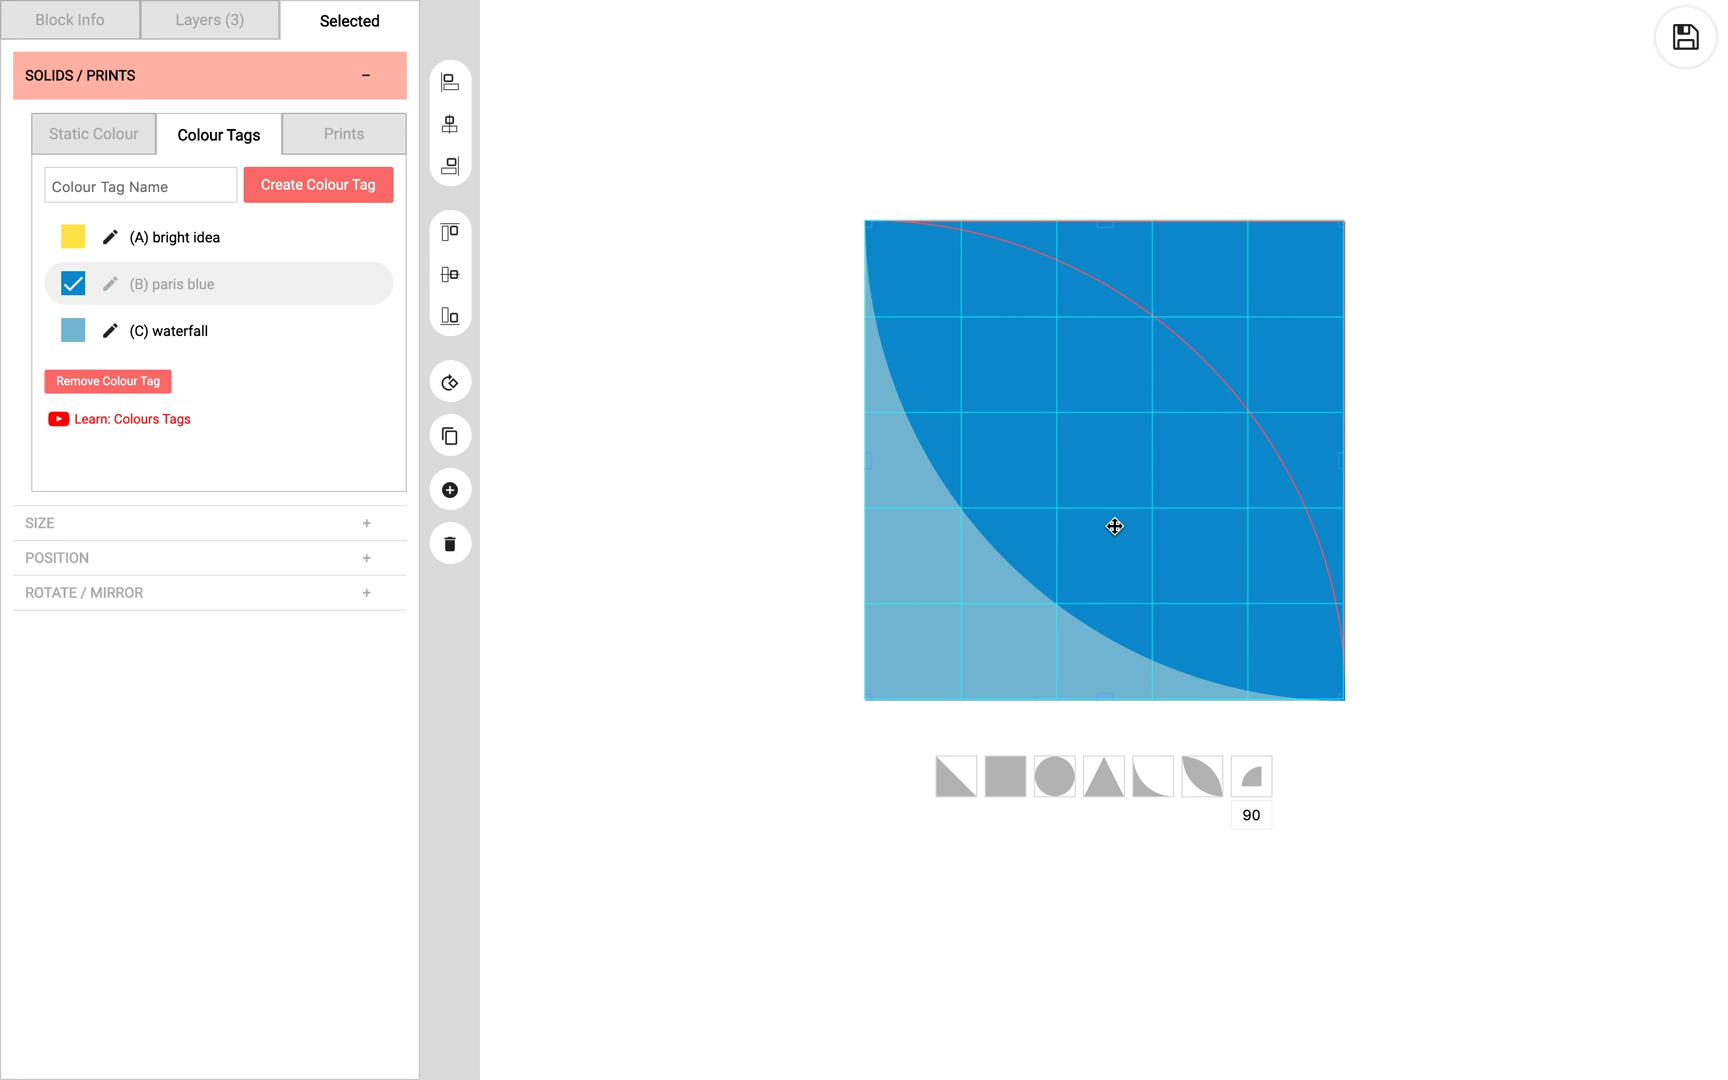 Block Info
Layers (3)
Selected
SOLIDS / PRINTS
Static Colour
Colour Tags
Prints
Colour Tag Name
Create Colour Tag
(A) bright idea
(B) paris blue
(C) waterfall
Remove Colour Tag
Learn: Colours Tags
SIZE
POSITION
ROTATE / MIRROR
90